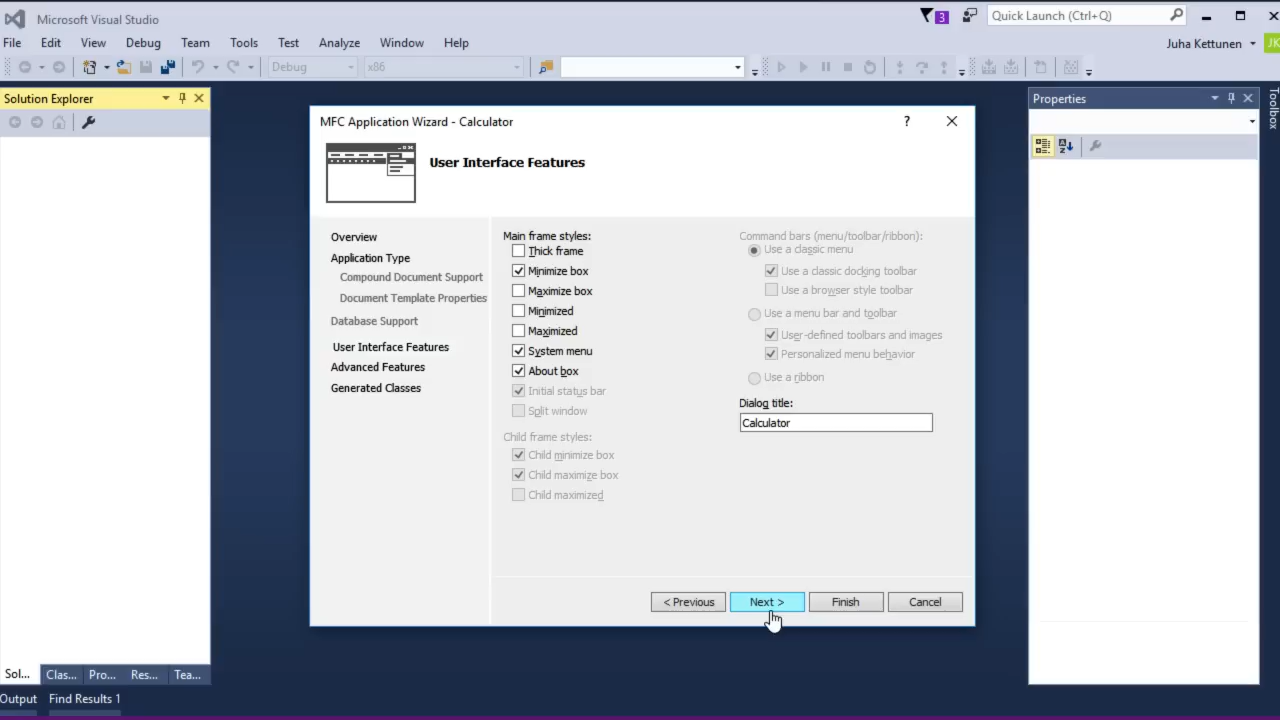 Microsoft Visual Studio
3
Quick Launch (Ctrl+Q)
File Edit View Debug Team Tools Test Analyze Window Help
Juha Kettunen
JK
Debug
x86
Solution Explorer
Properties
Toolbox
MFC Application Wizard - Calculator
?
User Interface Features
Overview
Application Type
Compound Document Support
Document Template Properties
Database Support
User Interface Features
Advanced Features
Generated Classes
Main frame styles:
Thick frame
Minimize box
Maximize box
Minimized
Maximized
System menu
About box
Initial status bar
Split window
Child frame styles:
Child minimize box
Child maximize box
Child maximized
Command bars (menu/toolbar/ribbon):
Use a classic menu
Use a classic docking toolbar
Use a browser style toolbar
Use a menu bar and toolbar
User-defined toolbars and images
Personalized menu behavior
Use a ribbon
Dialog title:
Calculator
< Previous
Next >
Finish
Cancel
Sol... Clas... Pro... Res... Tea...
Output Find Results 1